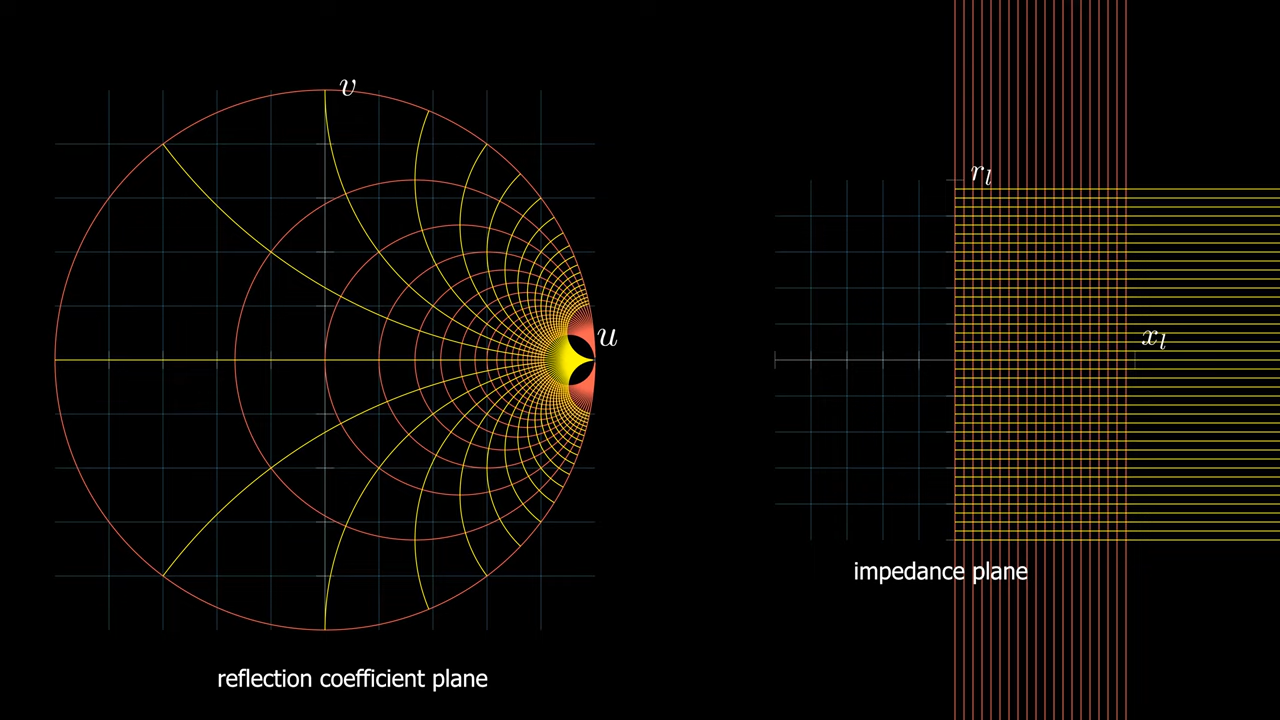 v
u
reflection coefficient plane
r_l
x_l
impedance plane